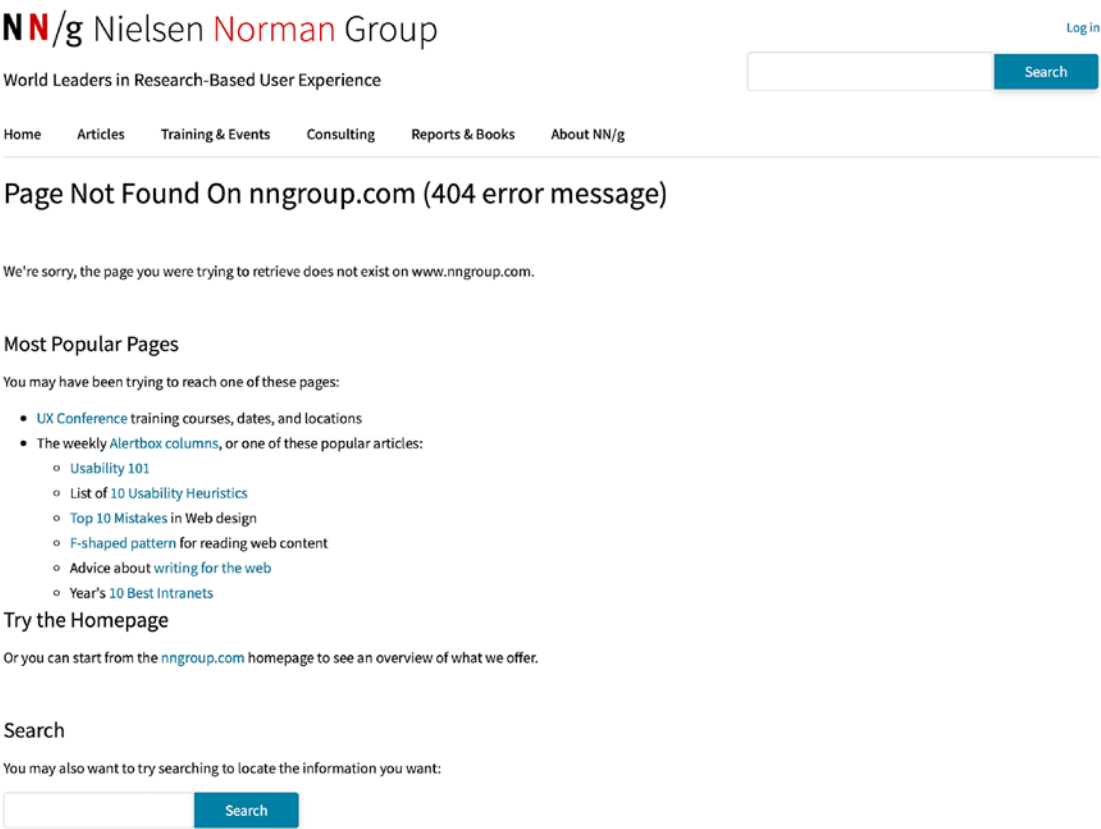 NN/g Nielsen Norman Group
Log in
World Leaders in Research-Based User Experience
Search
Home Articles Training & Events Consulting Reports & Books About NN/g
Page Not Found On nngroup.com (404 error message)
We're sorry, the page you were trying to retrieve does not exist on www.nngroup.com.
Most Popular Pages
You may have been trying to reach one of these pages:
• UX Conference training courses, dates, and locations
• The weekly Alertbox columns, or one of these popular articles:
◦ Usability 101
◦ List of 10 Usability Heuristics
◦ Top 10 Mistakes in Web design
◦ F-shaped pattern for reading web content
◦ Advice about writing for the web
◦ Year's 10 Best Intranets
Try the Homepage
Or you can start from the nngroup.com homepage to see an overview of what we offer.
Search
You may also want to try searching to locate the information you want:
Search